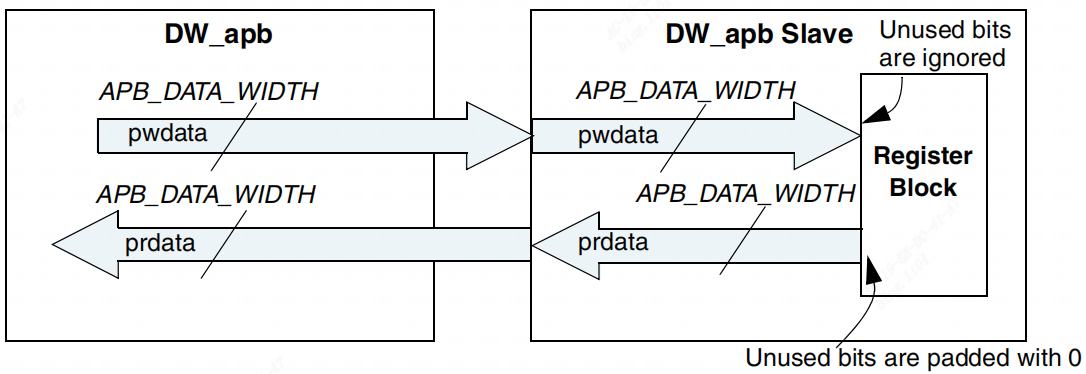 DW_apb
DW_apb Slave
Unused bits
are ignored
APB_DATA_WIDTH
APB_DATA_WIDTH
pwdata
pwdata
Register
Block
APB_DATA_WIDTH
APB_DATA_WIDTH
prdata
prdata
Unused bits are padded with 0